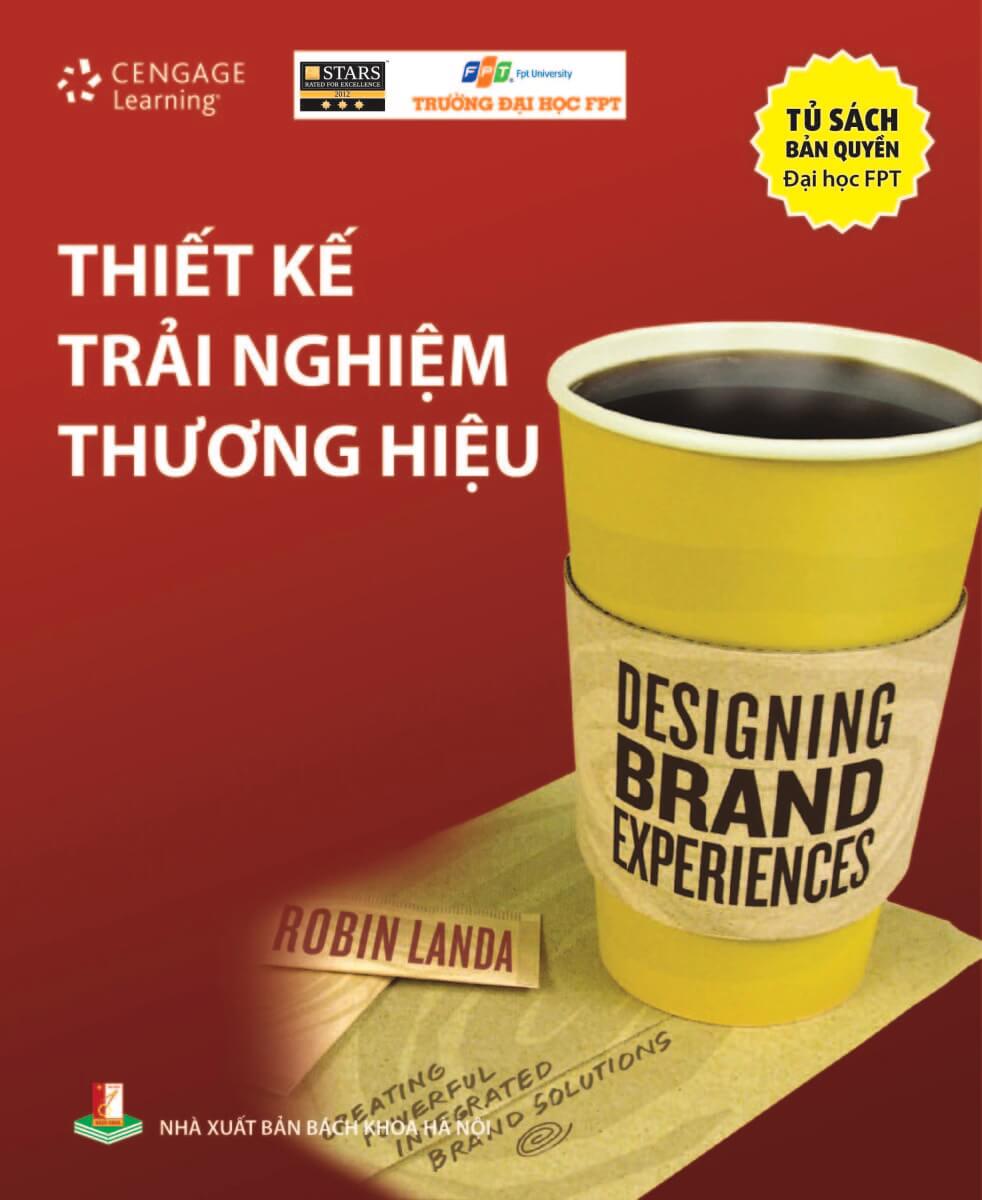 CENGAGE
Learning®
STARS™
RATED FOR EXCELLENCE
2012
FPT® Fpt University
TRƯỜNG ĐẠI HỌC FPT
TỦ SÁCH
BẢN QUYỀN
Đại học FPT
THIẾT KẾ
TRẢI NGHIỆM
THƯƠNG HIỆU
DESIGNING
BRAND
EXPERIENCES
ROBIN LANDA
CREATING
POWERFUL
INTEGRATED
BRAND SOLUTIONS
NHÀ XUẤT BẢN BÁCH KHOA HÀ NỘI